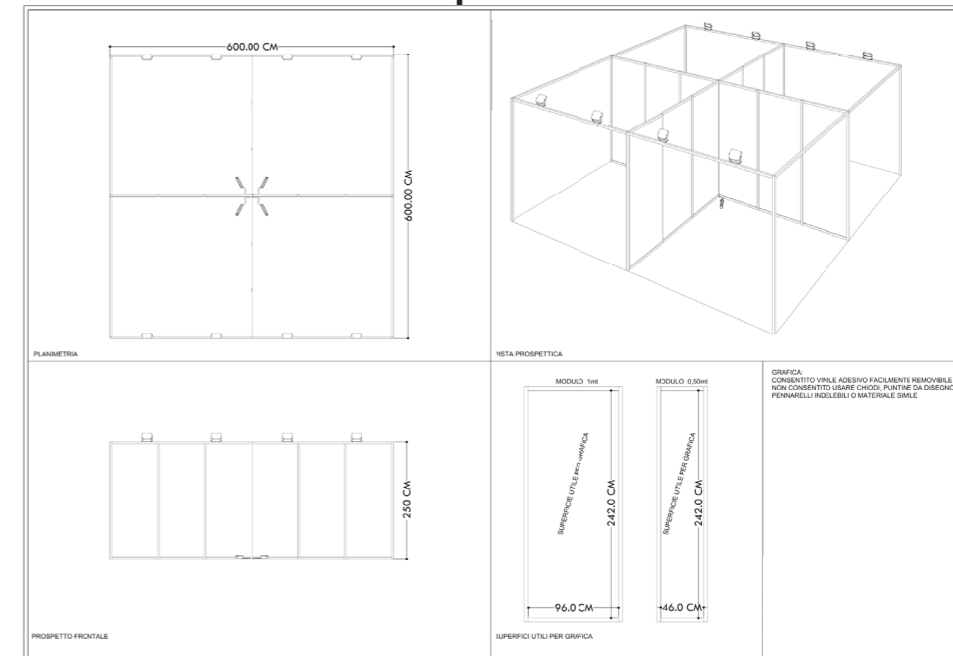 600.00 CM
600.00 CM
PLANIMETRIA
VISTA PROSPETTICA
250 CM
PROSPETTO FRONTALE
MODULO 1mt
SUPERFICIE UTILE PER GRAFICA
242.0 CM
96.0 CM
MODULO 0,50mt
SUPERFICIE UTILE PER GRAFICA
242.0 CM
46.0 CM
SUPERFICI UTILI PER GRAFICA
GRAFICA:
CONSENTITO VINILE ADESIVO FACILMENTE REMOVIBILE
NON CONSENTITO USARE CHIODI, PUNTINE DA DISEGNO
PENNARELLI INDELEBILI O MATERIALE SIMILE